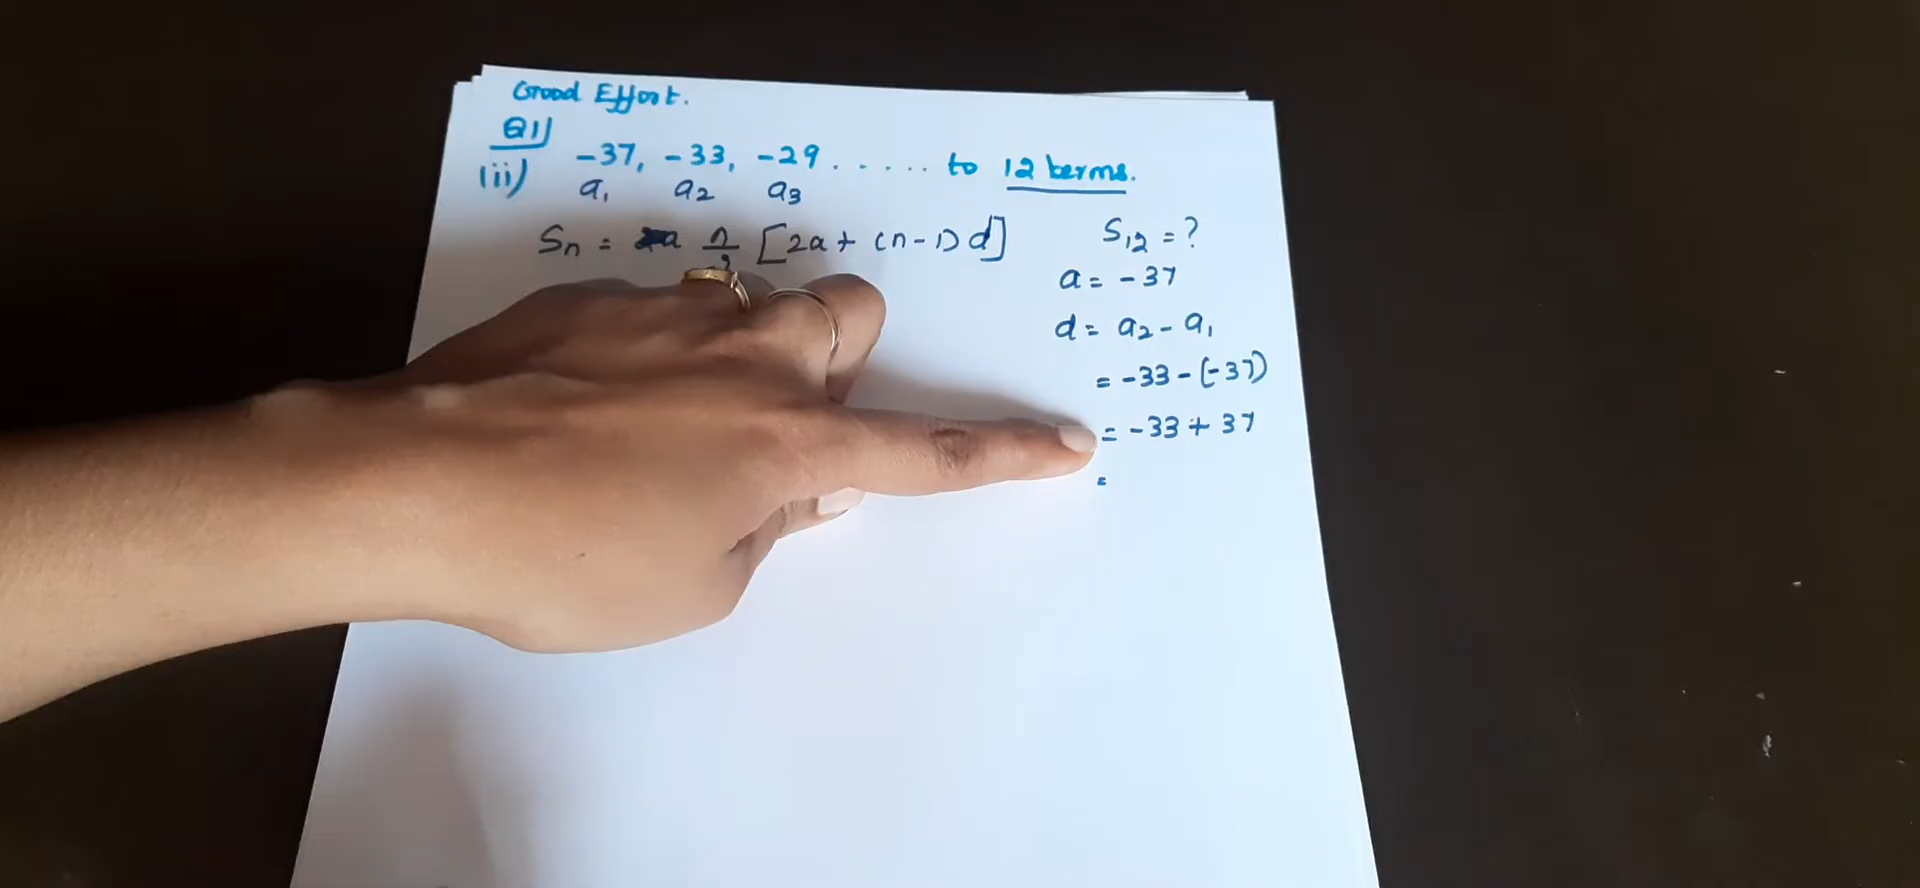 Good Effort.
Q1)
(ii) -37, -33, -29 ..... to 12 terms.
a₁ a₂ a₃
Sn = n/2 [2a + (n-1) d]
S₁₂ = ?
a = -37
d = a₂ - a₁
= -33 - (-37)
= -33 + 37
=